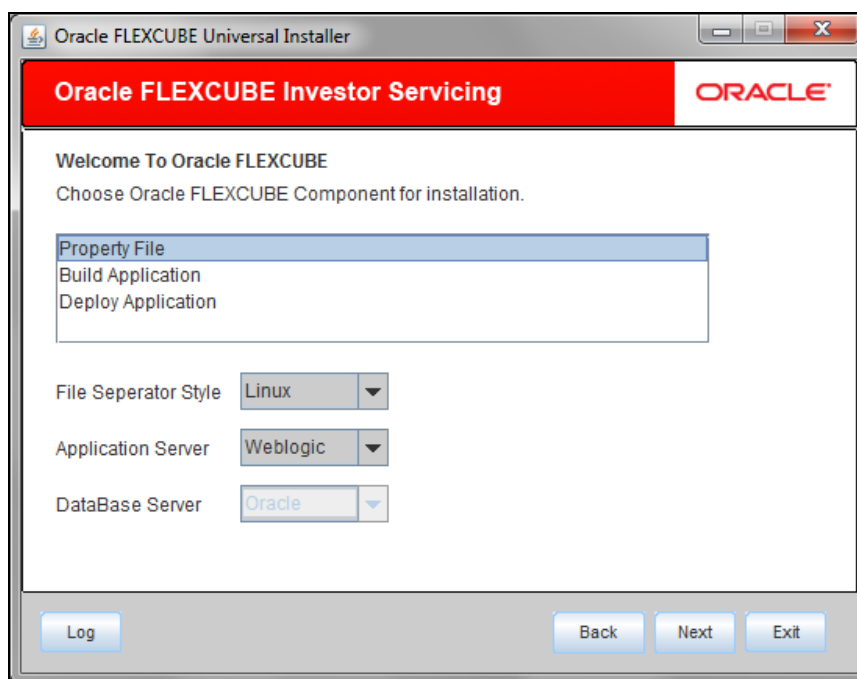 Oracle FLEXCUBE Universal Installer
Oracle FLEXCUBE Investor Servicing
ORACLE
Welcome To Oracle FLEXCUBE
Choose Oracle FLEXCUBE Component for installation.
Property File
Build Application
Deploy Application
File Seperator Style Linux
Application Server Weblogic
DataBase Server Oracle
Log Back Next Exit